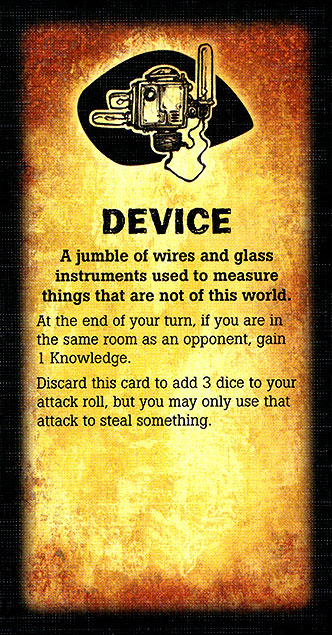 DEVICE
A jumble of wires and glass
instruments used to measure
things that are not of this world.
At the end of your turn, if you are in
the same room as an opponent, gain
1 Knowledge.
Discard this card to add 3 dice to your
attack roll, but you may only use that
attack to steal something.